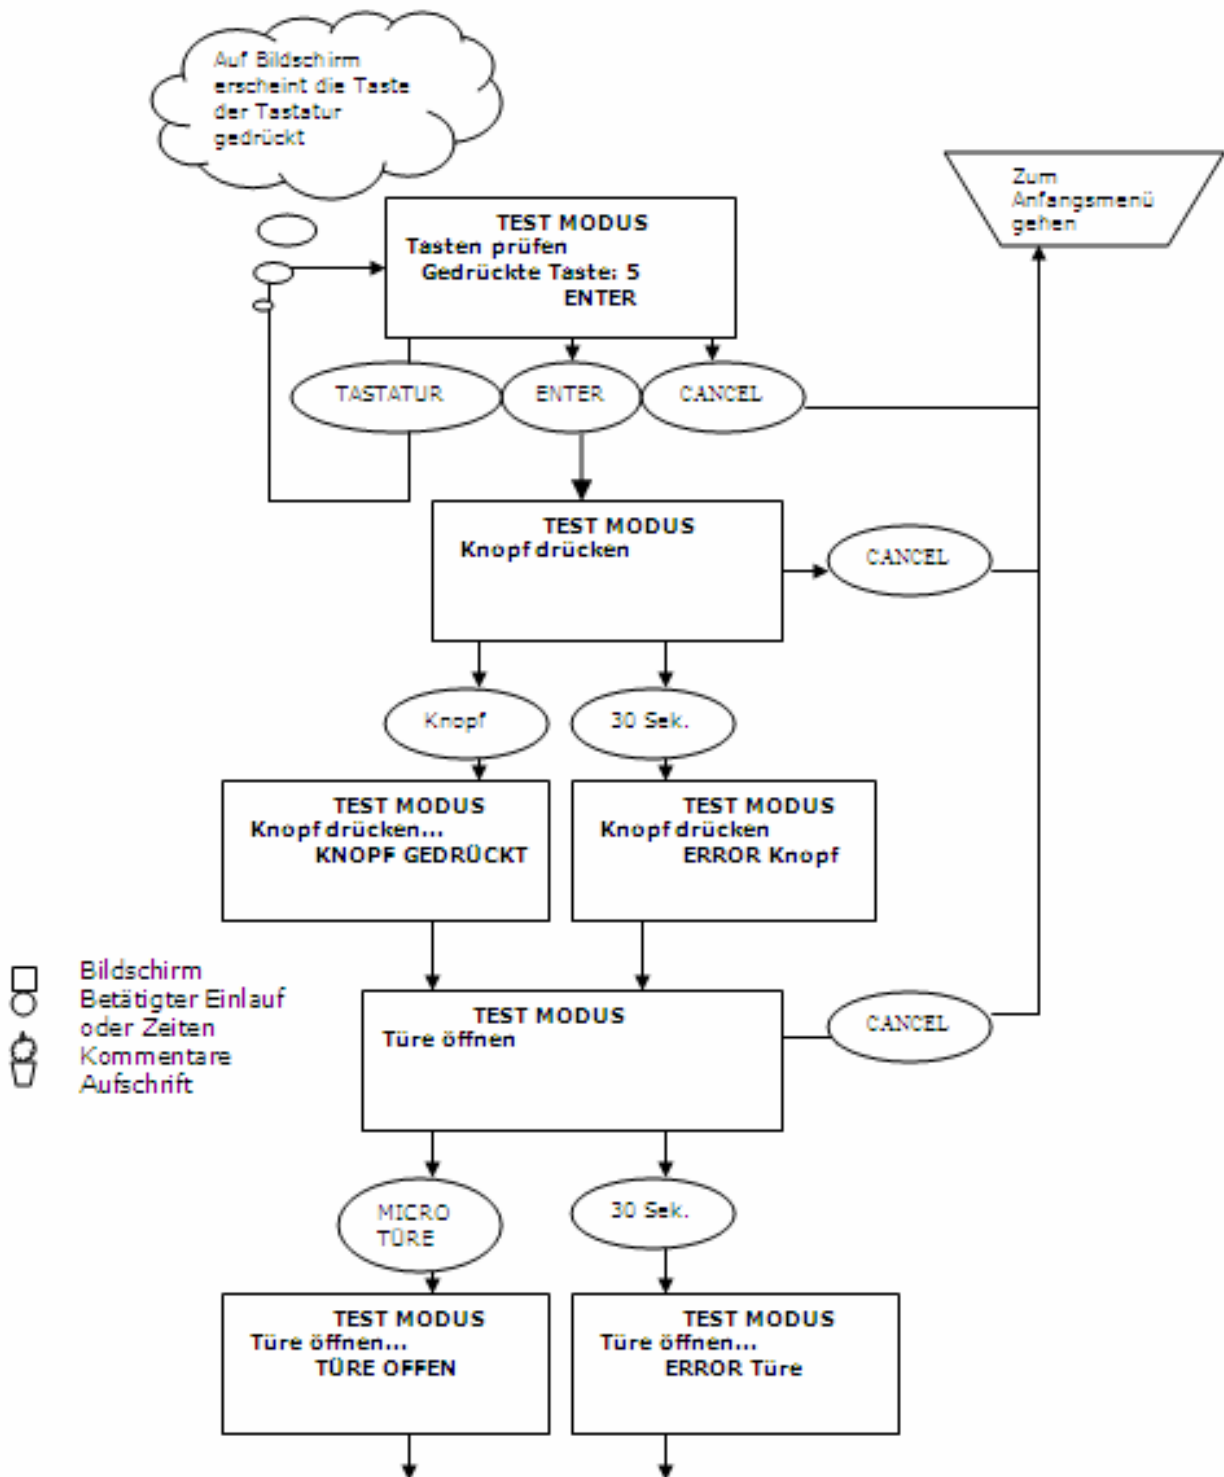 Auf Bildschirm
erscheint die Taste
der Tastatur
gedrückt
Zum
Anfangsmenü
gehen
TEST MODUS
Tasten prüfen
Gedrückte Taste: 5
ENTER
TASTATUR
ENTER
CANCEL
TEST MODUS
Knopf drücken
CANCEL
Knopf
30 Sek.
TEST MODUS
Knopf drücken...
KNOPF GEDRÜCKT
TEST MODUS
Knopf drücken
ERROR Knopf
Bildschirm
Betätigter Einlauf
oder Zeiten
Kommentare
Aufschrift
TEST MODUS
Türe öffnen
CANCEL
MICRO
TÜRE
30 Sek.
TEST MODUS
Türe öffnen...
TÜRE OFFEN
TEST MODUS
Türe öffnen...
ERROR Türe